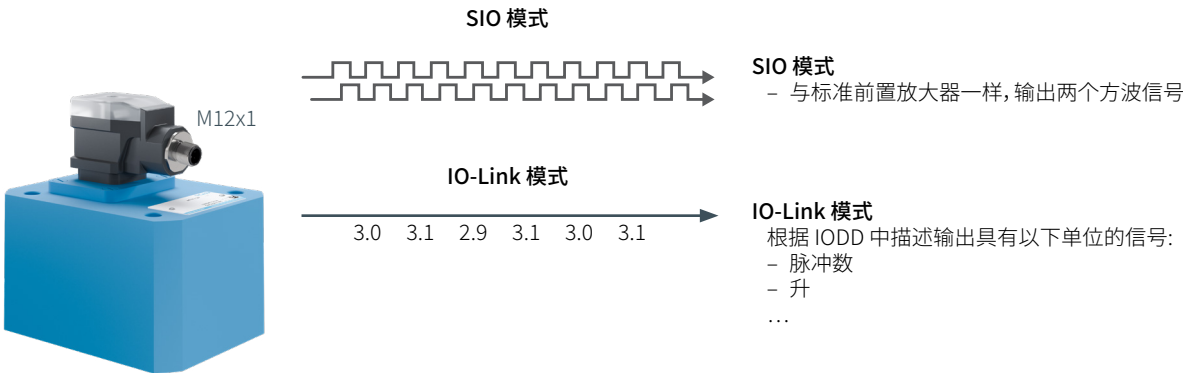 SIO 模式
M12x1
SIO 模式
– 与标准前置放大器一样，输出两个方波信号
IO-Link 模式
3.0 3.1 2.9 3.1 3.0 3.1
IO-Link 模式
根据 IODD 中描述输出具有以下单位的信号:
– 脉冲数
– 升
…